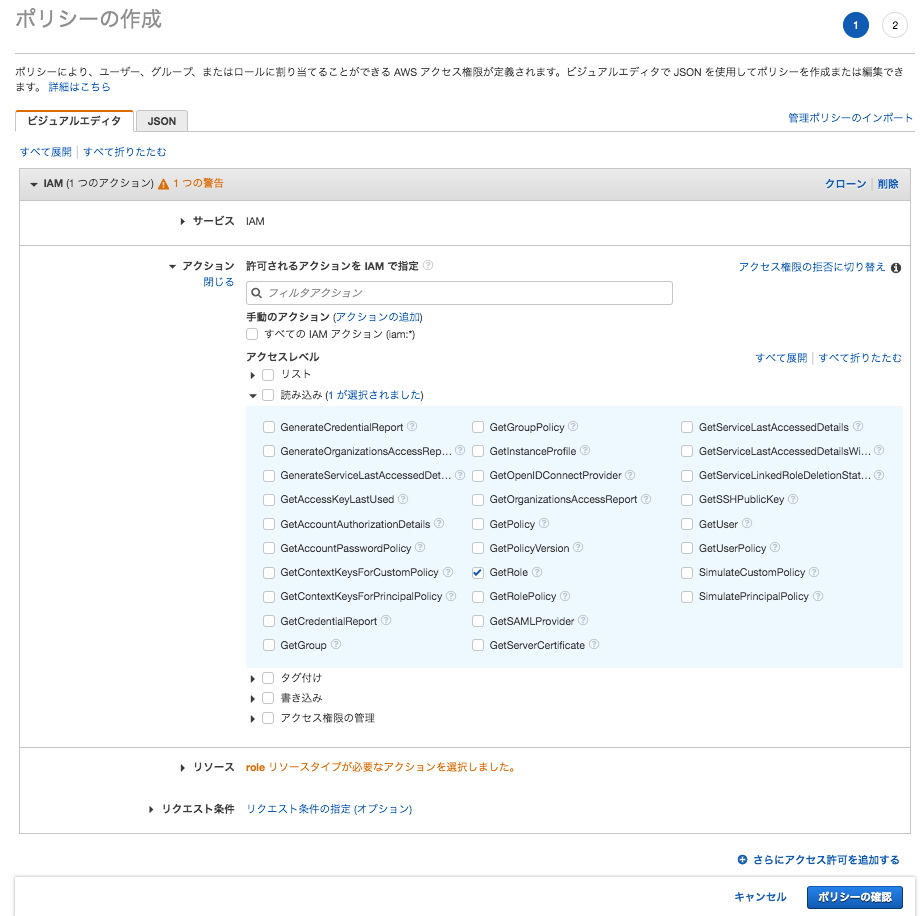 ポリシーの作成
1 2
ポリシーにより、ユーザー、グループ、またはロールに割り当てることができる AWS アクセス権限が定義されます。ビジュアルエディタで JSON を使用してポリシーを作成または編集でき
ます。 詳細はこちら
ビジュアルエディタ JSON 管理ポリシーのインポート
すべて展開 | すべて折りたたむ
IAM (1 つのアクション) 1 つの警告 クローン | 削除
サービス IAM
アクション 許可されるアクションを IAM で指定 アクセス権限の拒否に切り替え
閉じる
フィルタアクション
手動のアクション (アクションの追加)
すべての IAM アクション (iam:*)
アクセスレベル すべて展開 | すべて折りたたむ
リスト
読み込み (1 が選択されました)
GenerateCredentialReport GetGroupPolicy GetServiceLastAccessedDetails
GenerateOrganizationsAccessRep... GetInstanceProfile GetServiceLastAccessedDetailsWi...
GenerateServiceLastAccessedDet... GetOpenIDConnectProvider GetServiceLinkedRoleDeletionStat...
GetAccessKeyLastUsed GetOrganizationsAccessReport GetSSHPublicKey
GetAccountAuthorizationDetails GetPolicy GetUser
GetAccountPasswordPolicy GetPolicyVersion GetUserPolicy
GetContextKeysForCustomPolicy GetRole SimulateCustomPolicy
GetContextKeysForPrincipalPolicy GetRolePolicy SimulatePrincipalPolicy
GetCredentialReport GetSAMLProvider
GetGroup GetServerCertificate
タグ付け
書き込み
アクセス権限の管理
リソース role リソースタイプが必要なアクションを選択しました。
リクエスト条件 リクエスト条件の指定 (オプション)
さらにアクセス許可を追加する
キャンセル ポリシーの確認